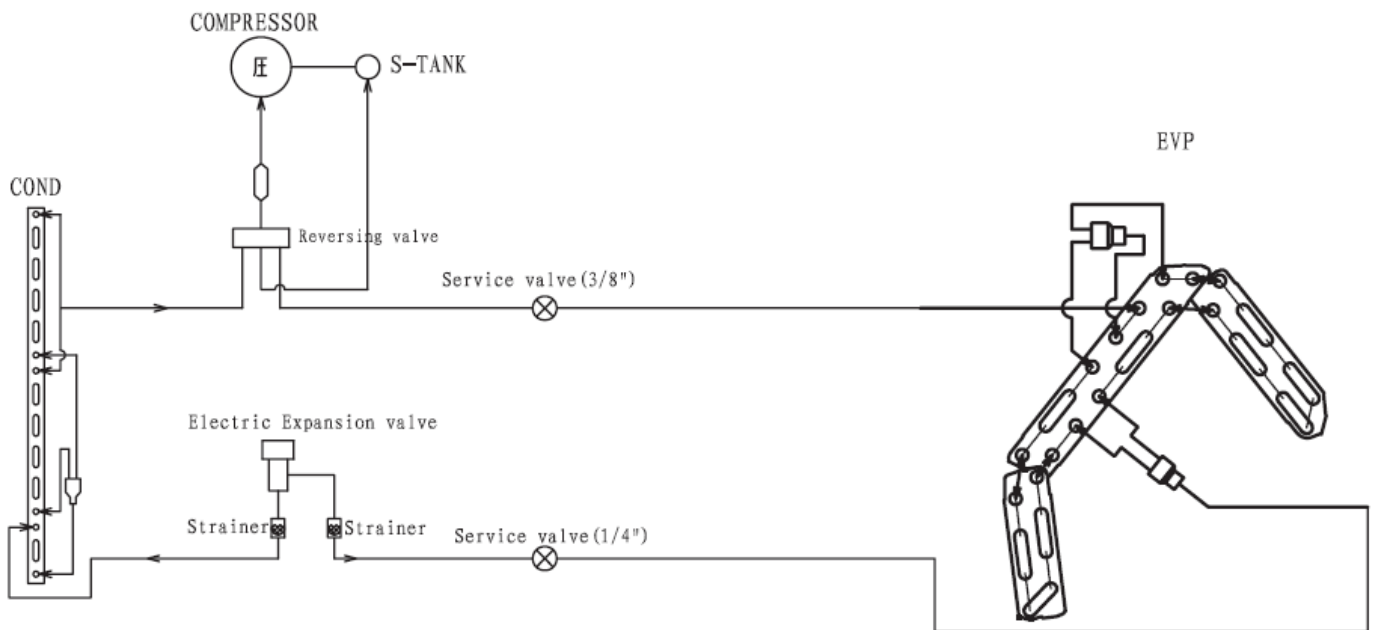 COMPRESSOR
圧
S-TANK
EVP
COND
Reversing valve
Service valve(3/8")
Electric Expansion valve
Strainer
Strainer
Service valve(1/4")